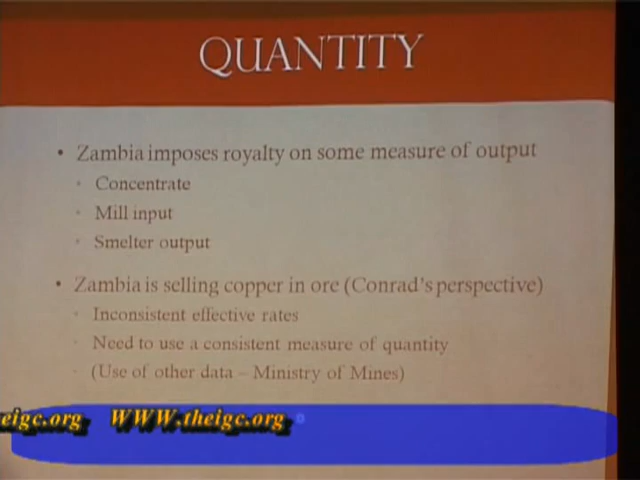 QUANTITY
• Zambia imposes royalty on some measure of output
• Concentrate
• Mill input
• Smelter output
• Zambia is selling copper in ore (Conrad's perspective)
• Inconsistent effective rates
• Need to use a consistent measure of quantity
• (Use of other data – Ministry of Mines)
eigc.org WWW.theigc.org